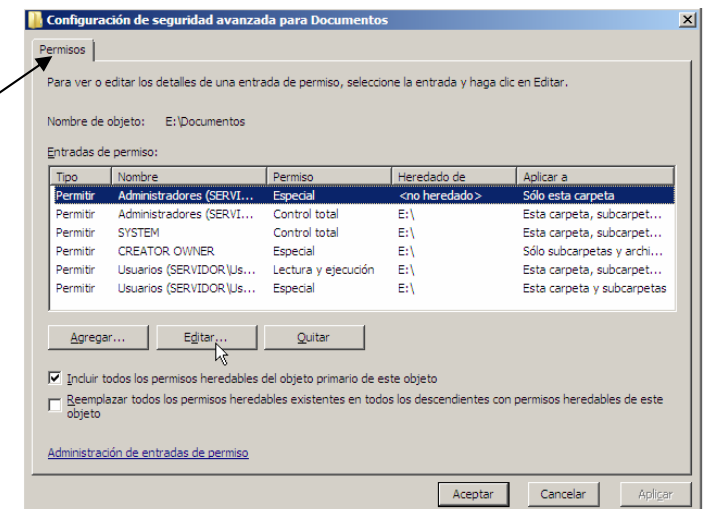 Configuración de seguridad avanzada para Documentos
Permisos
Para ver o editar los detalles de una entrada de permiso, seleccione la entrada y haga clic en Editar.
Nombre de objeto: E:\Documentos
Entradas de permiso:
Tipo Nombre Permiso Heredado de Aplicar a
Permitir Administradores (SERVI... Especial <no heredado> Sólo esta carpeta
Permitir Administradores (SERVI... Control total E:\ Esta carpeta, subcarpet...
Permitir SYSTEM Control total E:\ Esta carpeta, subcarpet...
Permitir CREATOR OWNER Especial E:\ Sólo subcarpetas y archi...
Permitir Usuarios (SERVIDOR\Us... Lectura y ejecución E:\ Esta carpeta, subcarpet...
Permitir Usuarios (SERVIDOR\Us... Especial E:\ Esta carpeta y subcarpetas
Agregar... Editar... Quitar
Incluir todos los permisos heredables del objeto primario de este objeto
Reemplazar todos los permisos heredables existentes en todos los descendientes con permisos heredables de este
objeto
Administración de entradas de permiso
Aceptar Cancelar Aplicar